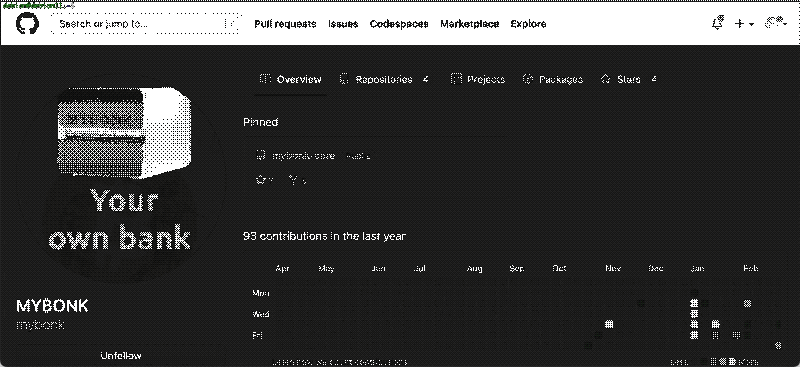 Search or jump to...
/
Pull requests
Issues
Codespaces
Marketplace
Explore
Overview
Repositories 4
Projects
Packages
Stars 4
Pinned
mybonk-core
Your
own bank
93 contributions in the last year
Apr May Jun Jul Aug Sep Oct Nov Dec Jan Feb
Mon
Wed
Fri
MYBONK
mybonk
Unfollow